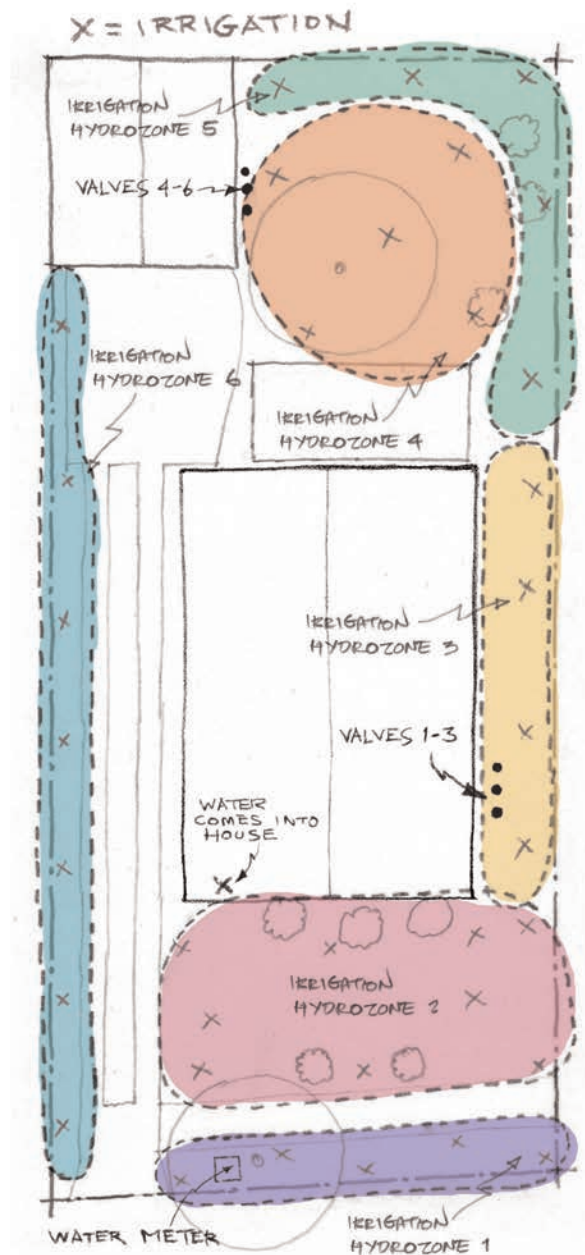 X = IRRIGATION
IRRIGATION
HYDROZONE 5
VALVES 4-6
IRRIGATION
HYDROZONE 6
IRRIGATION
HYDROZONE 4
IRRIGATION
HYDROZONE 3
VALVES 1-3
WATER
COMES INTO
HOUSE
IRRIGATION
HYDROZONE 2
WATER METER
IRRIGATION
HYDROZONE 1